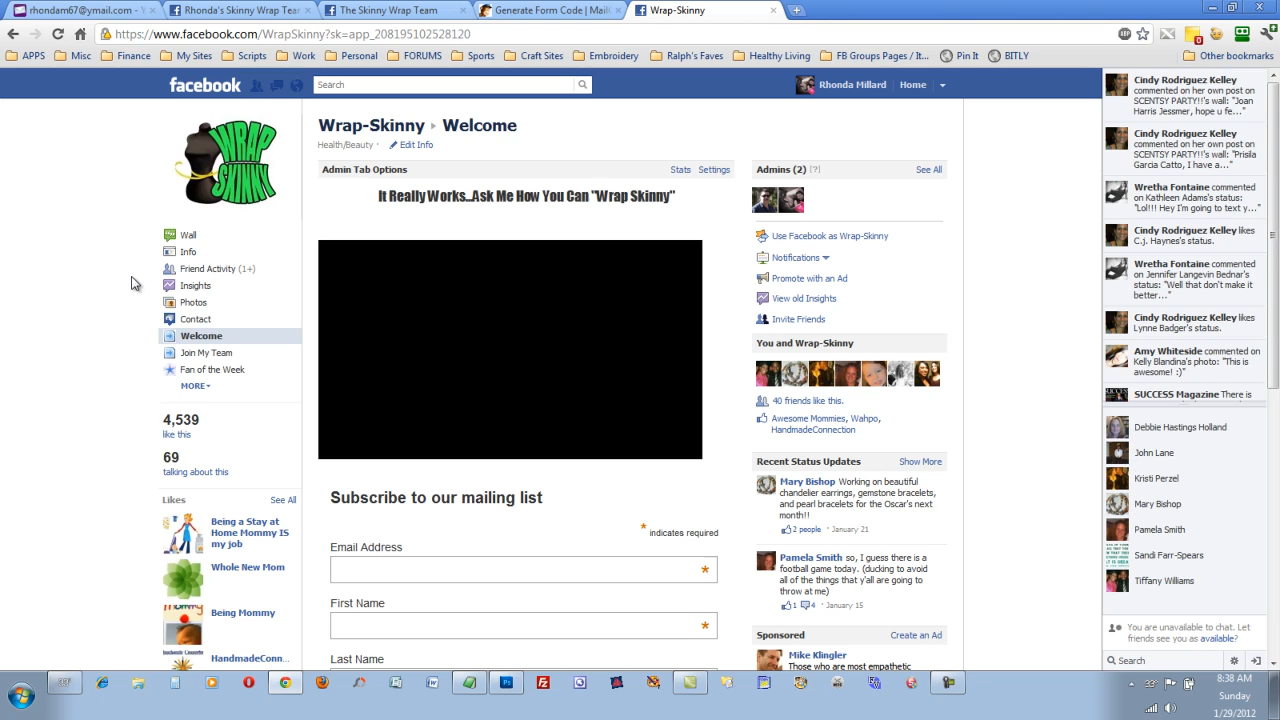 rhondam67@ymail.com - Y
Rhonda's Skinny Wrap Tear
The Skinny Wrap Team
Generate Form Code | Mail
Wrap-Skinny
https://www.facebook.com/WrapSkinny?sk=app_208195102528120
APPS
Misc
Finance
My Sites
Scripts
Work
Personal
FORUMS
Sports
Craft Sites
Embroidery
Ralph's Faves
Healthy Living
FB Groups Pages / It...
Pin It
BITLY
Other bookmarks
facebook
Search
Rhonda Millard
Home
WRAP
SKINNY
Wall
Info
Friend Activity (1+)
Insights
Photos
Contact
Welcome
Join My Team
Fan of the Week
MORE
4,539
like this
69
talking about this
Likes
See All
Being a Stay at
Home Mommy IS
my job
Whole New Mom
Being Mommy
HandmadeConn...
Wrap-Skinny ▸ Welcome
Health/Beauty · Edit Info
Admin Tab Options
Stats
Settings
It Really Works...Ask Me How You Can "Wrap Skinny"
Subscribe to our mailing list
* indicates required
Email Address
*
First Name
*
Last Name
Admins (2) [?]
See All
Use Facebook as Wrap-Skinny
Notifications
Promote with an Ad
View old Insights
Invite Friends
You and Wrap-Skinny
40 friends like this.
Awesome Mommies, Wahpo,
HandmadeConnection
Recent Status Updates
Show More
Mary Bishop Working on beautiful
chandelier earrings, gemstone bracelets,
and pearl bracelets for the Oscar's next
month!!
2 people · January 21
Pamela Smith so, I guess there is a
football game today. (ducking to avoid
all of the things that y'all are going to
throw at me)
1 4 · January 15
Sponsored
Create an Ad
Mike Klingler
Those who are most empathetic
Cindy Rodriguez Kelley
commented on her own post on
SCENTSY PARTY!!'s wall: "Joan
Harris Jessmer, hope u fe..."
Cindy Rodriguez Kelley
commented on her own post on
SCENTSY PARTY!!'s wall: "Prisla
Garcia Catto, I have a..."
Wretha Fontaine commented
on Kathleen Adams's status:
"Lol!!! Hey I'm going to text y..."
Cindy Rodriguez Kelley likes
C.j. Haynes's status.
Wretha Fontaine commented
on Jennifer Langevin Bednar's
status: "Well that don't make it
better..."
Cindy Rodriguez Kelley likes
Lynne Badger's status.
Amy Whiteside commented on
Kelly Blandina's photo: "This is
awesome! :)"
SUCCESS Magazine There is
Debbie Hastings Holland
John Lane
Kristi Perzel
Mary Bishop
Pamela Smith
Sandi Farr-Spears
Tiffany Williams
You are unavailable to chat. Let
friends see you as available?
Search
8:38 AM
Sunday
1/29/2012